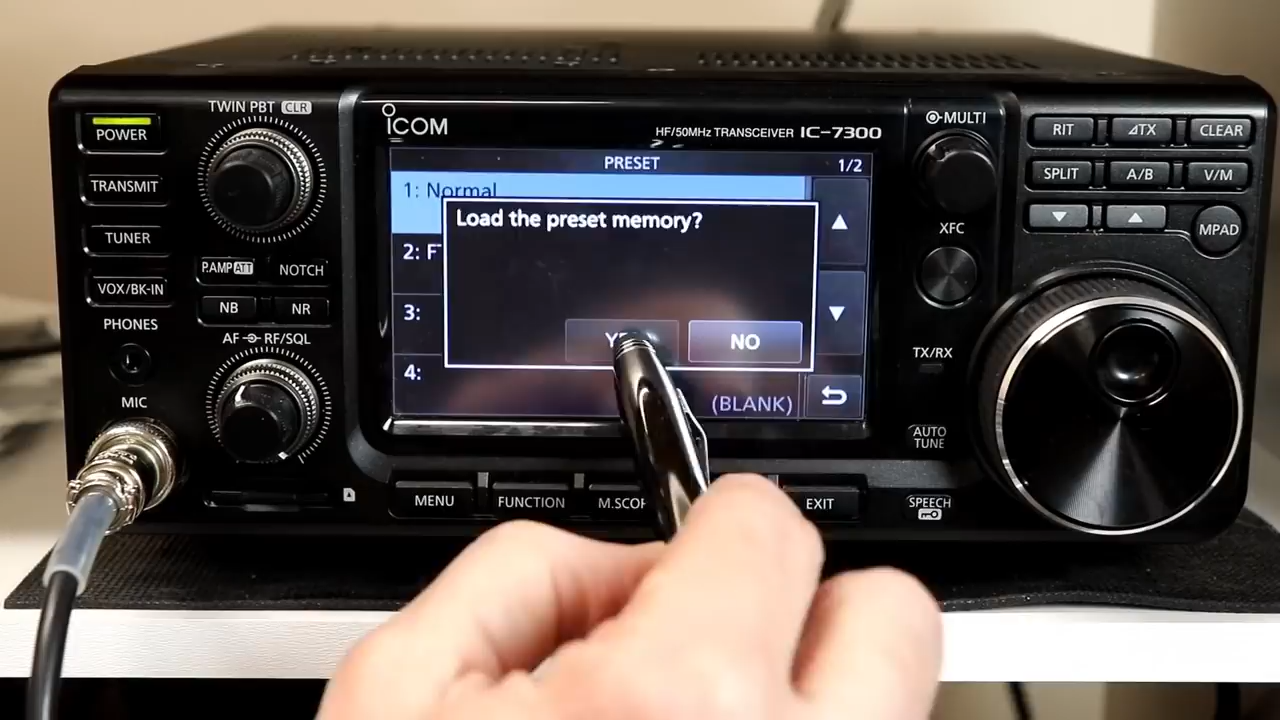 TWIN PBT CLR
POWER
TRANSMIT
TUNER
VOX/BK-IN
PHONES
MIC
P.AMP ATT
NOTCH
NB
NR
AF RF/SQL
ICOM
HF/50MHz TRANSCEIVER IC-7300
PRESET
1/2
1: Normal
2:
3:
4:
Load the preset memory?
NO
(BLANK)
MENU
FUNCTION
EXIT
MULTI
XFC
TX/RX
AUTO
TUNE
SPEECH
RIT
⊿TX
CLEAR
SPLIT
A/B
V/M
MPAD